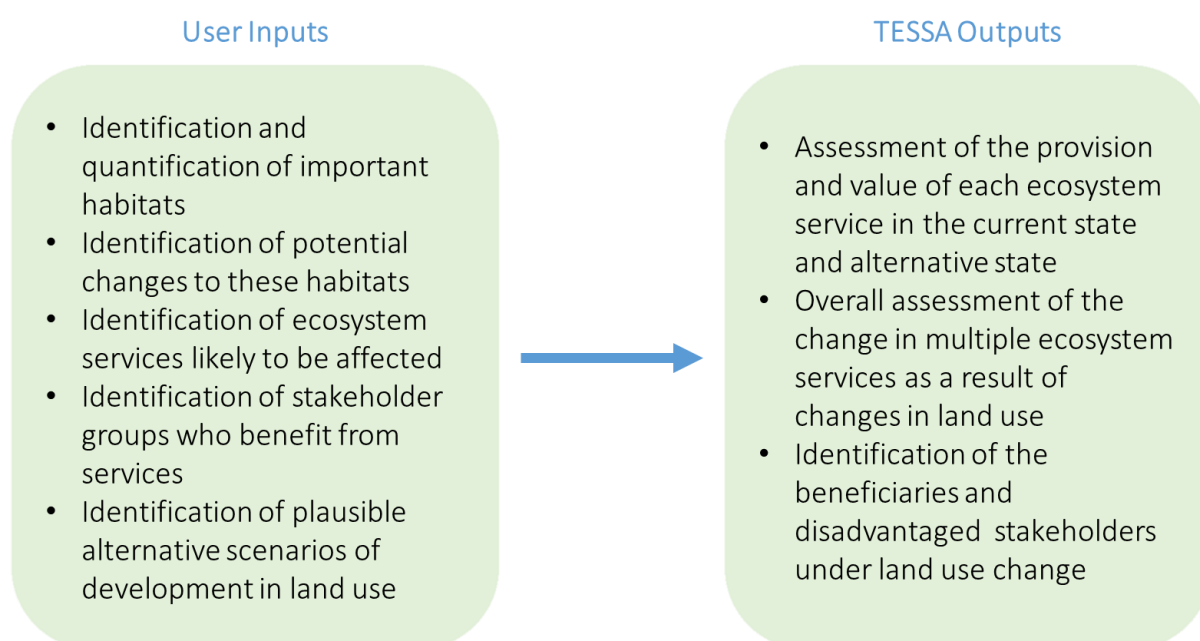 User Inputs
• Identification and
quantification of important
habitats
• Identification of potential
changes to these habitats
• Identification of ecosystem
services likely to be affected
• Identification of stakeholder
groups who benefit from
services
• Identification of plausible
alternative scenarios of
development in land use
TESSA Outputs
• Assessment of the provision
and value of each ecosystem
service in the current state
and alternative state
• Overall assessment of the
change in multiple ecosystem
services as a result of
changes in land use
• Identification of the
beneficiaries and
disadvantaged stakeholders
under land use change